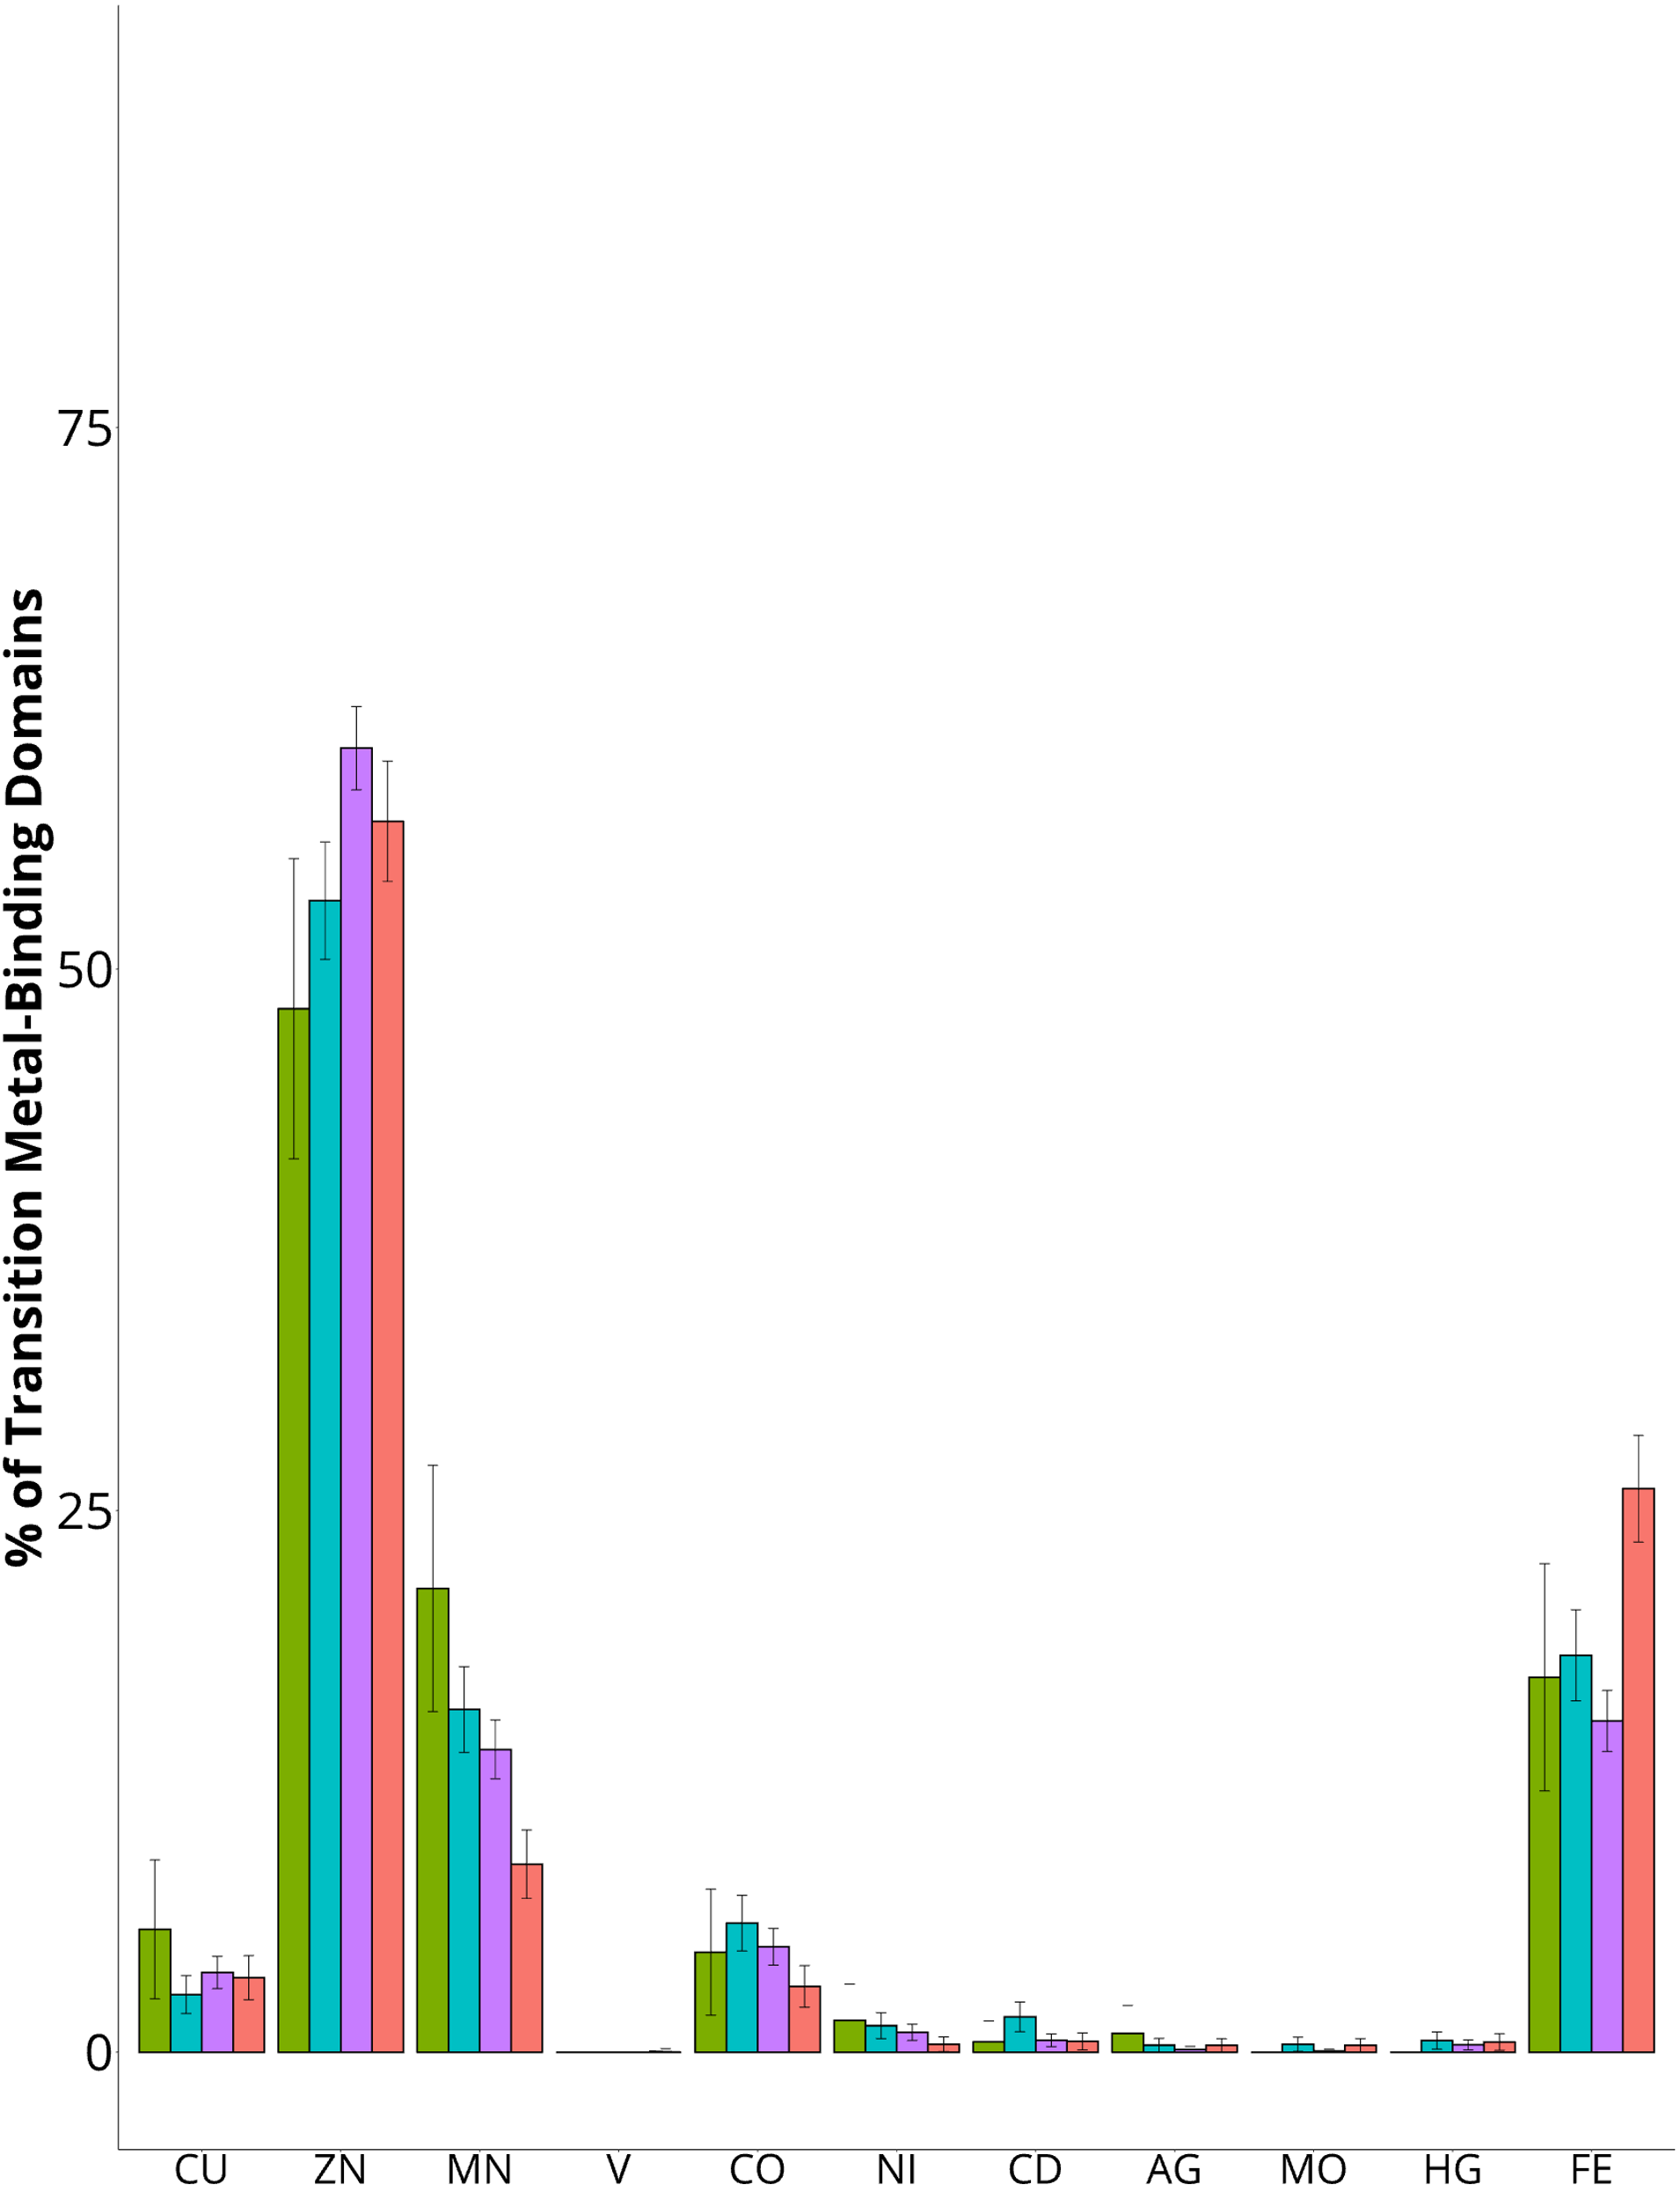 % of Transition Metal-Binding Domains
75
50
25
0
CU ZN MN V CO NI CD AG MO HG FE